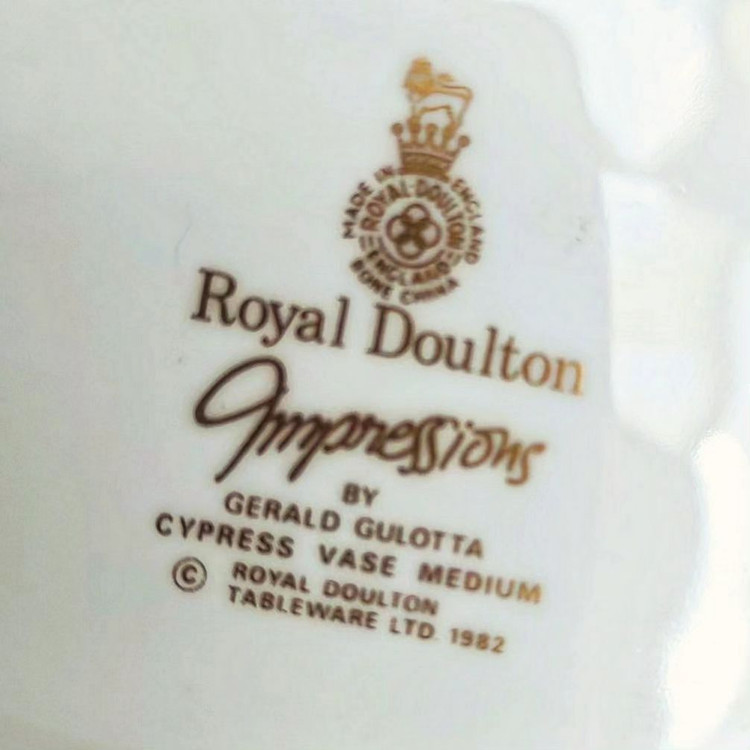 MADE IN ENGLAND
ROYAL·DOULTON
ENGLAND
BONE CHINA
Royal Doulton
Impressions
BY
GERALD GULOTTA
CYPRESS VASE MEDIUM
© ROYAL DOULTON
TABLEWARE LTD. 1982